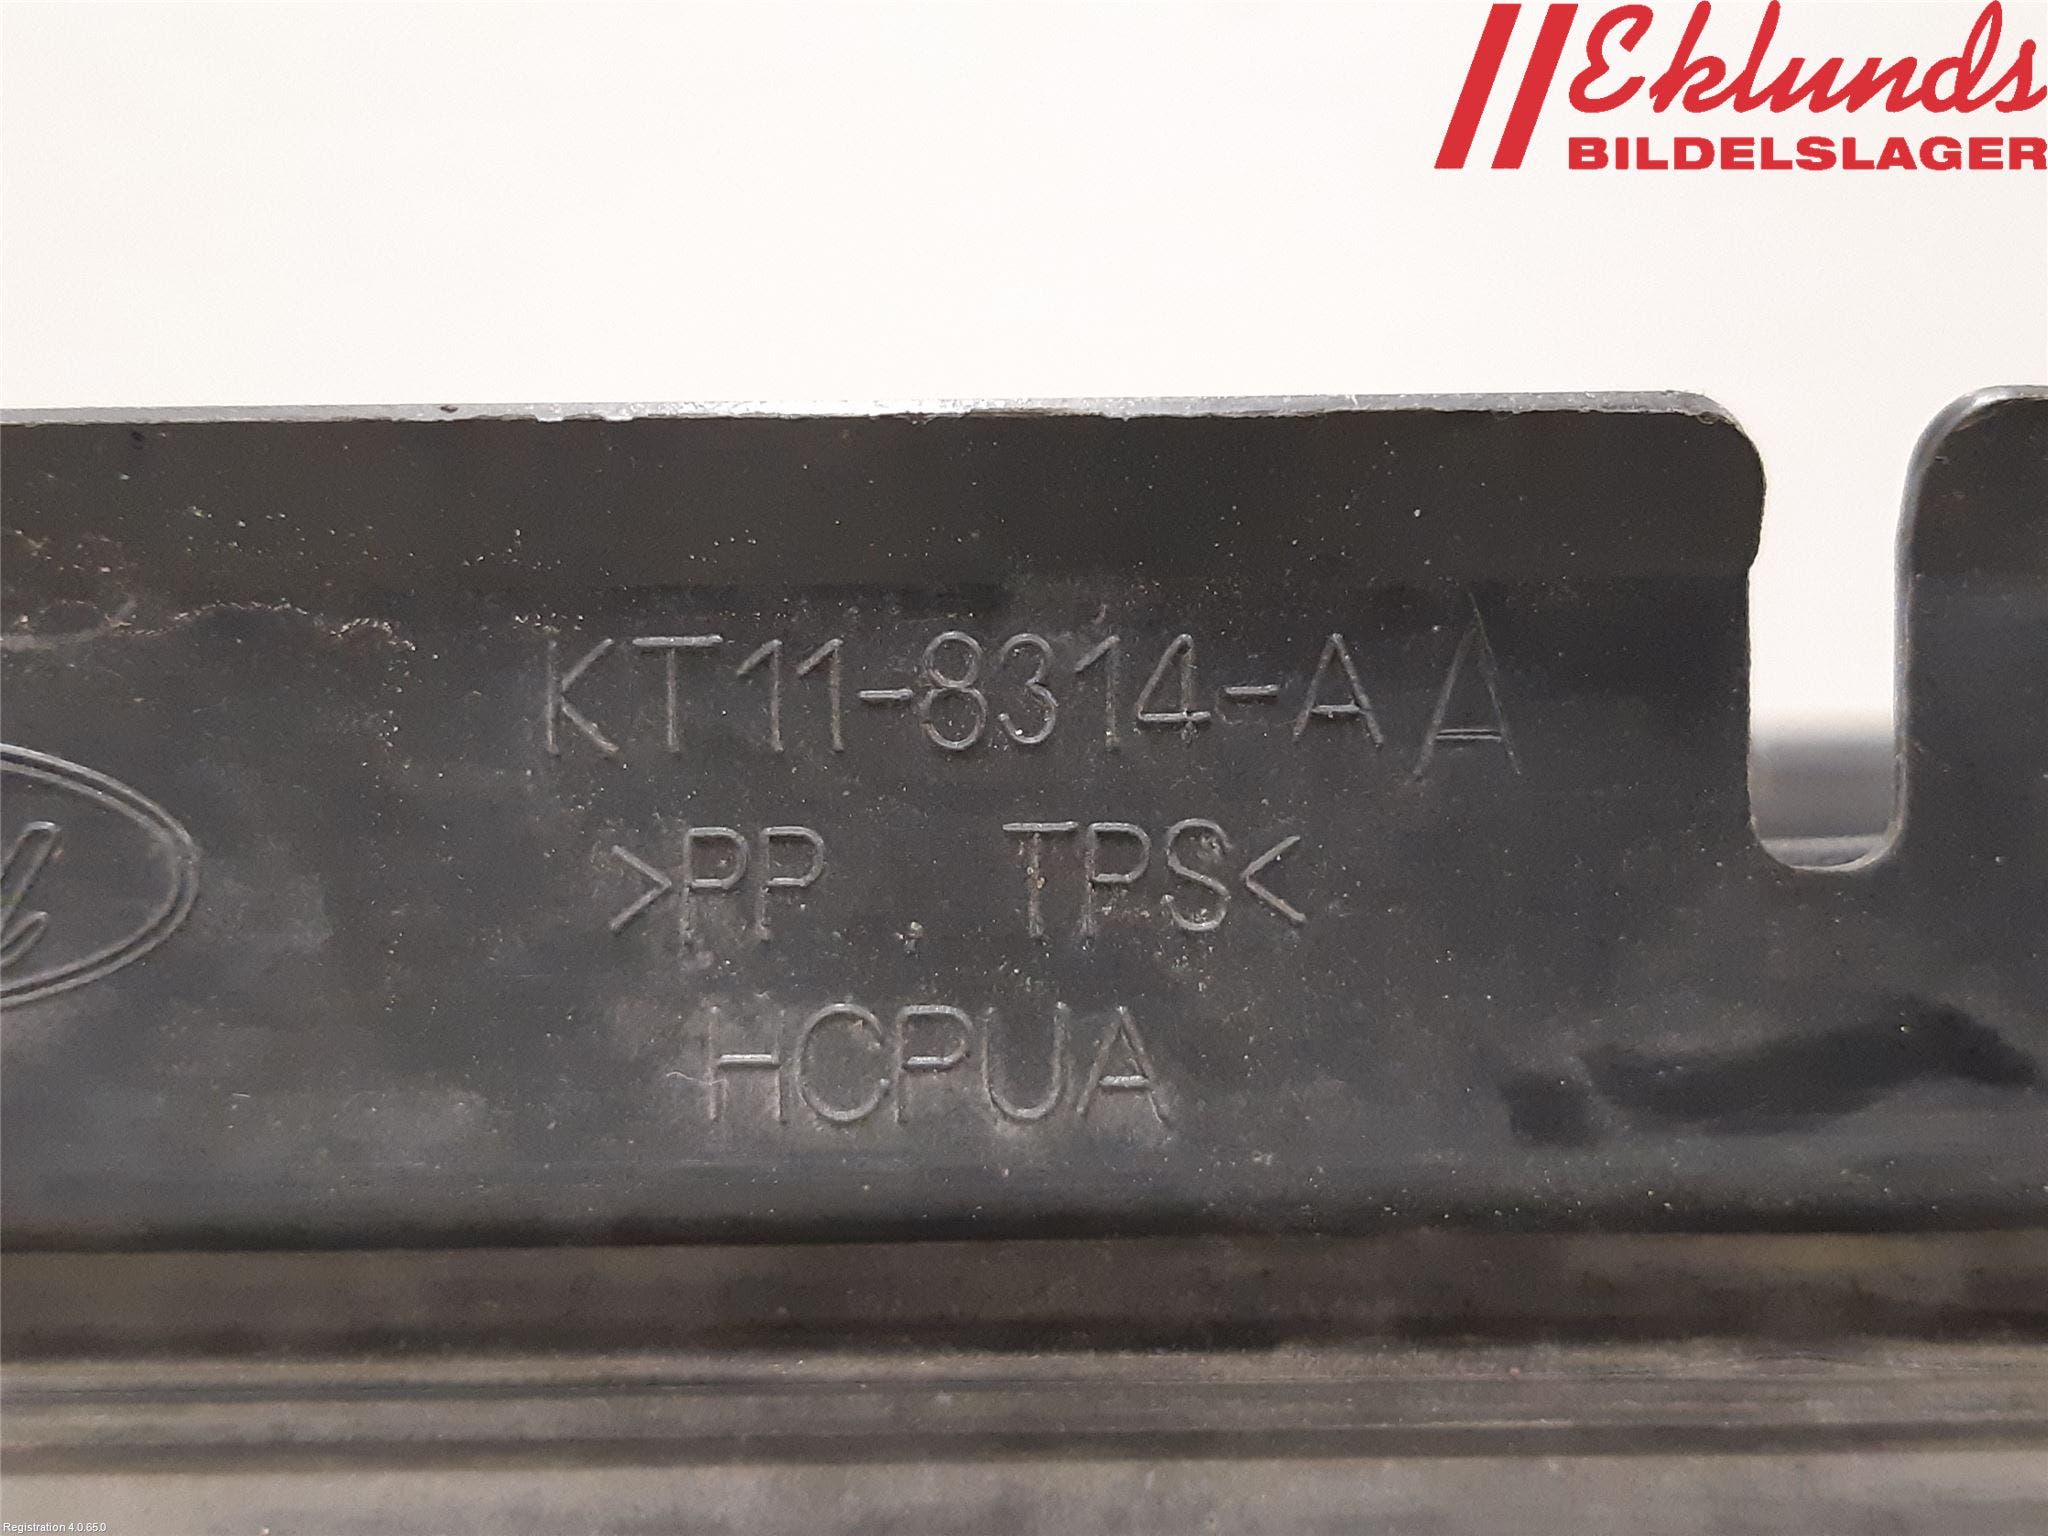 Eklunds
BILDELSLAGER
KT11-8314-AA
>PP TPS<
HCPUA
Registration 4.0.65.0